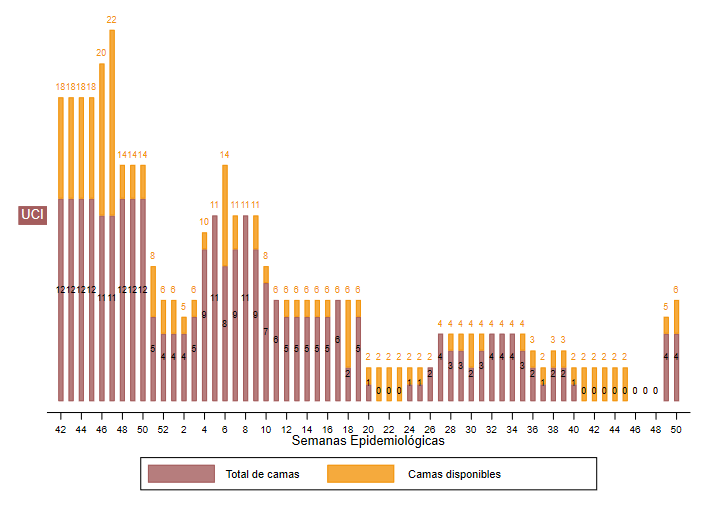 18 18 18 18 20 22 14 14 14 8 6 6 5 6 10 11 14 11 11 11 8 6 6 6 6 6 6 6 6 6 2 2 2 2 2 2 2 4 4 4 4 4 4 4 4 4 3 2 3 3 2 2 2 2 2 2 5 6
UCI
12 12 12 12 11 11 12 12 12 5 4 4 4 5 9 11 8 9 11 9 7 6 5 5 5 5 5 6 2 5 1 0 0 0 1 1 2 4 3 3 2 3 4 4 4 3 2 1 2 2 1 0 0 0 0 0 0 0 0 4 4
42 44 46 48 50 52 2 4 6 8 10 12 14 16 18 20 22 24 26 28 30 32 34 36 38 40 42 44 46 48 50
Semanas Epidemiológicas
Total de camas Camas disponibles